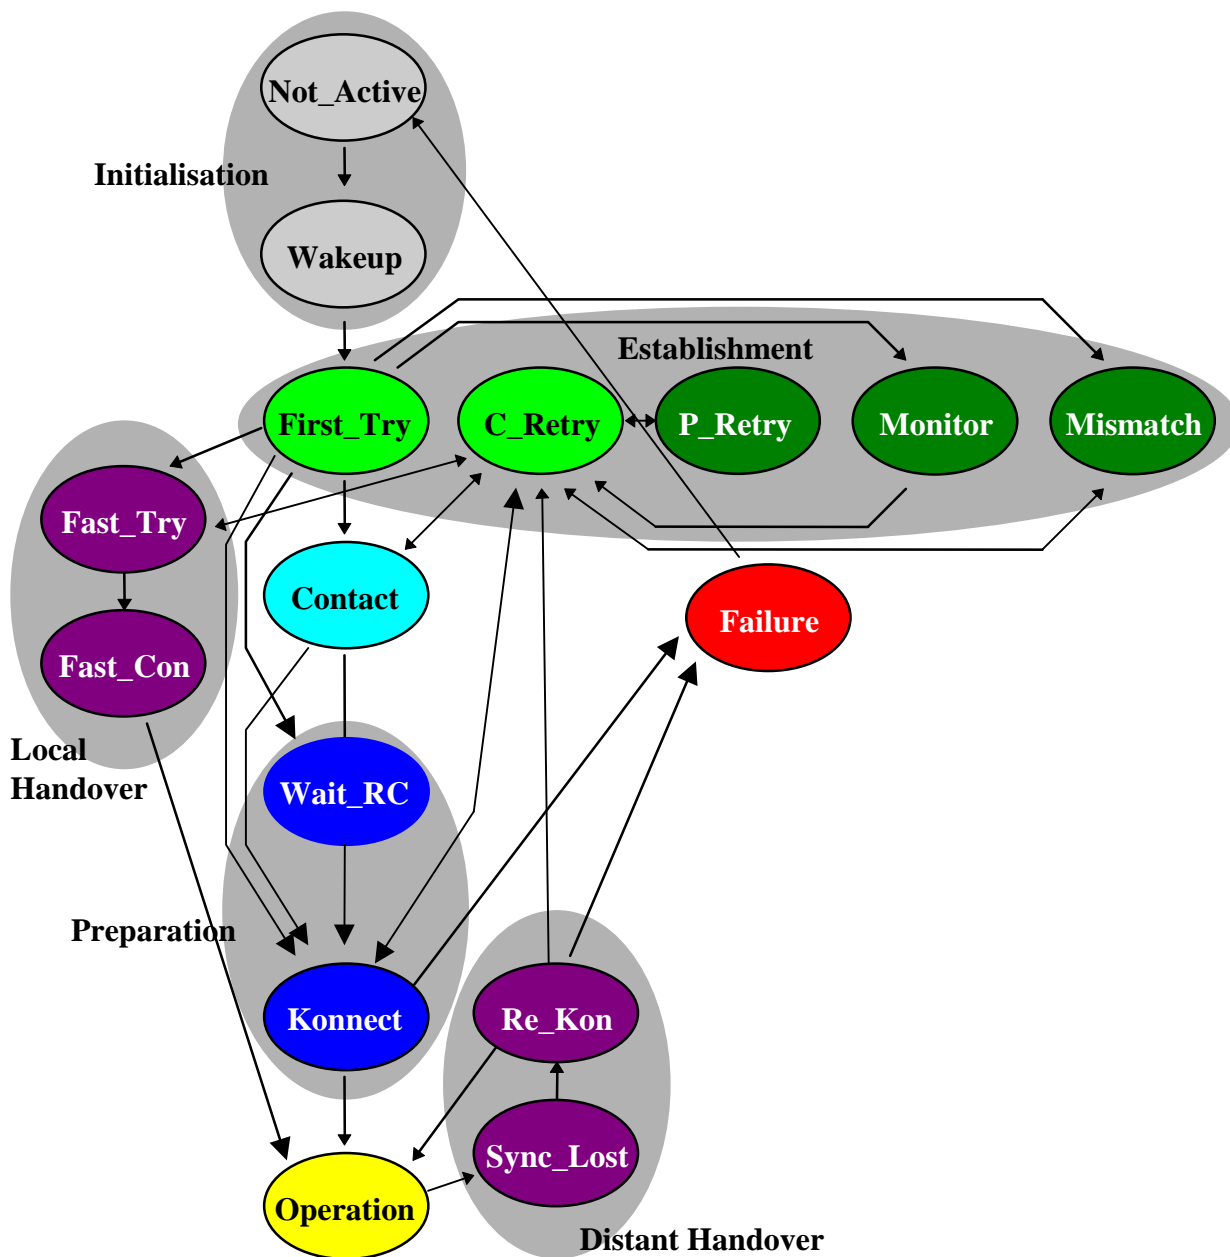 Not_Active
Initialisation
Wakeup
Establishment
First_Try
C_Retry
P_Retry
Monitor
Mismatch
Fast_Try
Contact
Failure
Fast_Con
Local
Handover
Wait_RC
Preparation
Konnect
Re_Kon
Sync_Lost
Operation
Distant Handover